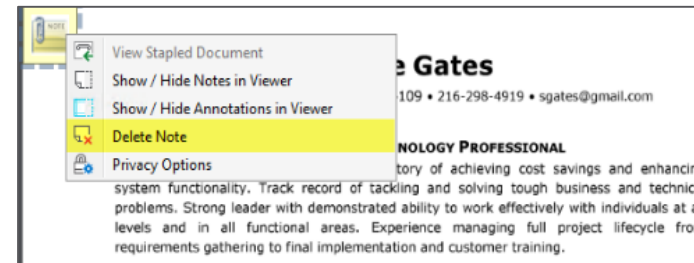 NOTE
View Stapled Document
Show / Hide Notes in Viewer
Show / Hide Annotations in Viewer
Delete Note
Privacy Options
Gates
109 • 216-298-4919 • sgates@gmail.com
NOLOGY PROFESSIONAL
tory of achieving cost savings and enhancin
system functionality. Track record of tackling and solving tough business and technic
problems. Strong leader with demonstrated ability to work effectively with individuals at a
levels and in all functional areas. Experience managing full project lifecycle fro
requirements gathering to final implementation and customer training.